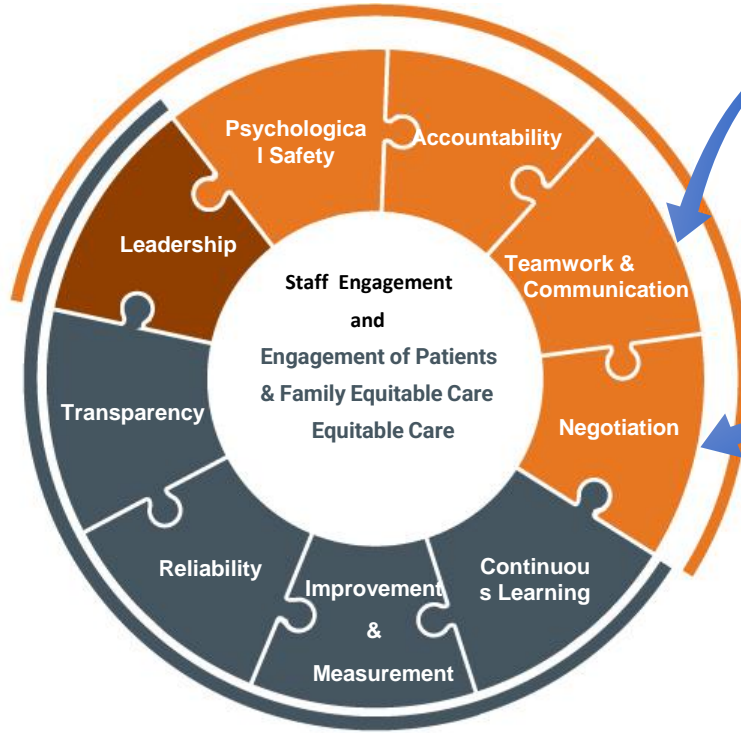 Psychologica
l Safety
Accountability
Leadership
Teamwork &
Communication
Staff Engagement
and
Engagement of Patients
& Family Equitable Care
Equitable Care
Transparency
Negotiation
Reliability
Improvement
&
Measurement
Continuou
s Learning